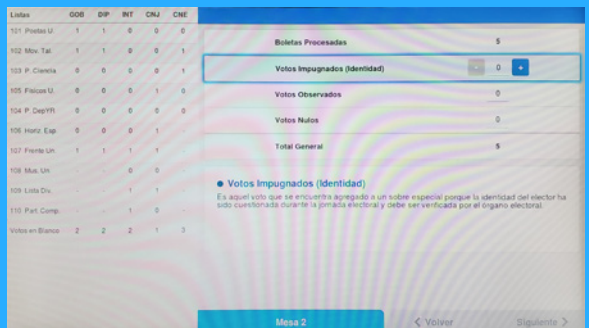 Listas GOB DIP INT CNJ CNE
101 Poetas U. 1 1 0 0 0
102 Mov. Tal. 1 1 0 0 1
103 P. Ciencia 0 0 0 0 1
105 Físicos U. 0 0 0 1 0
104 P. DepYR 0 0 0 0 0
106 Horiz. Esp 0 0 0 1 -
107 Frente Un 1 1 1 1 -
108 Mus. Un - - 0 0 -
109 Lista Div. - - 1 1 -
110 Part. Comp. - - 1 0 -
Votos en Blanco 2 2 2 1 3
Boletas Procesadas 5
Votos Impugnados (Identidad) - 0 +
Votos Observados 0
Votos Nulos 0
Total General 5
Votos Impugnados (Identidad)
Es aquel voto que se encuentra agregado a un sobre especial porque la identidad del elector ha
sido cuestionada durante la jornada electoral y debe ser verificada por el órgano electoral.
Mesa 2
Volver
Siguiente